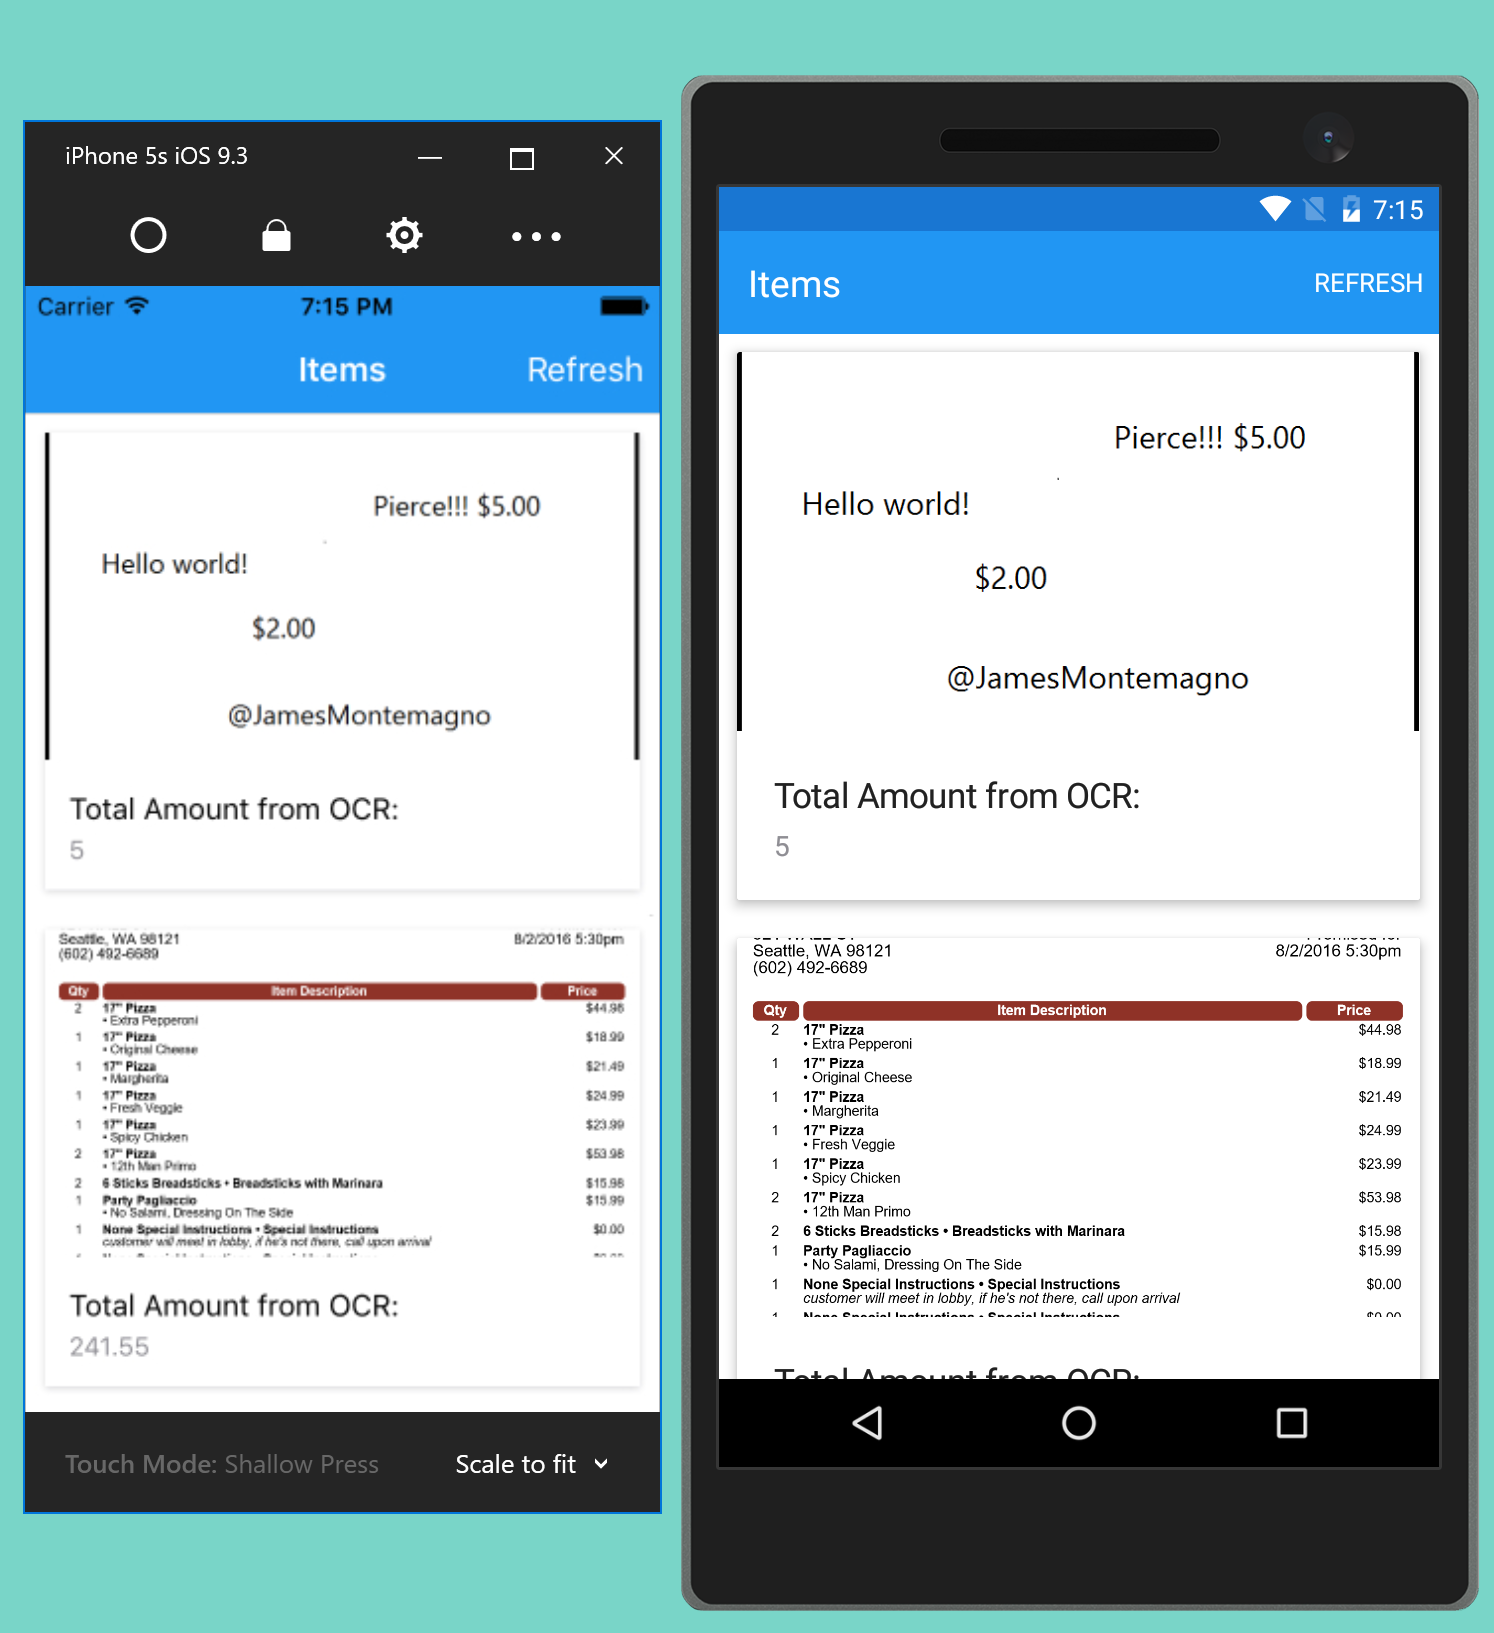 iPhone 5s iOS 9.3
Carrier 7:15 PM
Items Refresh
Pierce!!! $5.00
Hello world!
$2.00
@JamesMontemagno
Total Amount from OCR:
5
Seattle, WA 98121 8/2/2016 5:30pm
(602) 492-6689
Qty Item Description Price
2 17" Pizza $44.98
• Extra Pepperoni
1 17" Pizza $18.99
• Original Cheese
1 17" Pizza $21.49
• Margherita
1 17" Pizza $24.99
• Fresh Veggie
1 17" Pizza $23.99
• Spicy Chicken
2 17" Pizza $53.98
• 12th Man Primo
2 6 Sticks Breadsticks • Breadsticks with Marinara $15.98
1 Party Pagliaccio $15.99
• No Salami, Dressing On The Side
1 None Special Instructions • Special Instructions $0.00
customer will meet in lobby, if he's not there, call upon arrival
Total Amount from OCR:
241.55
Touch Mode: Shallow Press Scale to fit
7:15
Items REFRESH
Pierce!!! $5.00
Hello world!
$2.00
@JamesMontemagno
Total Amount from OCR:
5
Seattle, WA 98121 8/2/2016 5:30pm
(602) 492-6689
Qty Item Description Price
2 17" Pizza $44.98
• Extra Pepperoni
1 17" Pizza $18.99
• Original Cheese
1 17" Pizza $21.49
• Margherita
1 17" Pizza $24.99
• Fresh Veggie
1 17" Pizza $23.99
• Spicy Chicken
2 17" Pizza $53.98
• 12th Man Primo
2 6 Sticks Breadsticks • Breadsticks with Marinara $15.98
1 Party Pagliaccio $15.99
• No Salami, Dressing On The Side
1 None Special Instructions • Special Instructions $0.00
customer will meet in lobby, if he's not there, call upon arrival
1 None Special Instructions • Special Instructions $0.00
Total Amount from OCR: